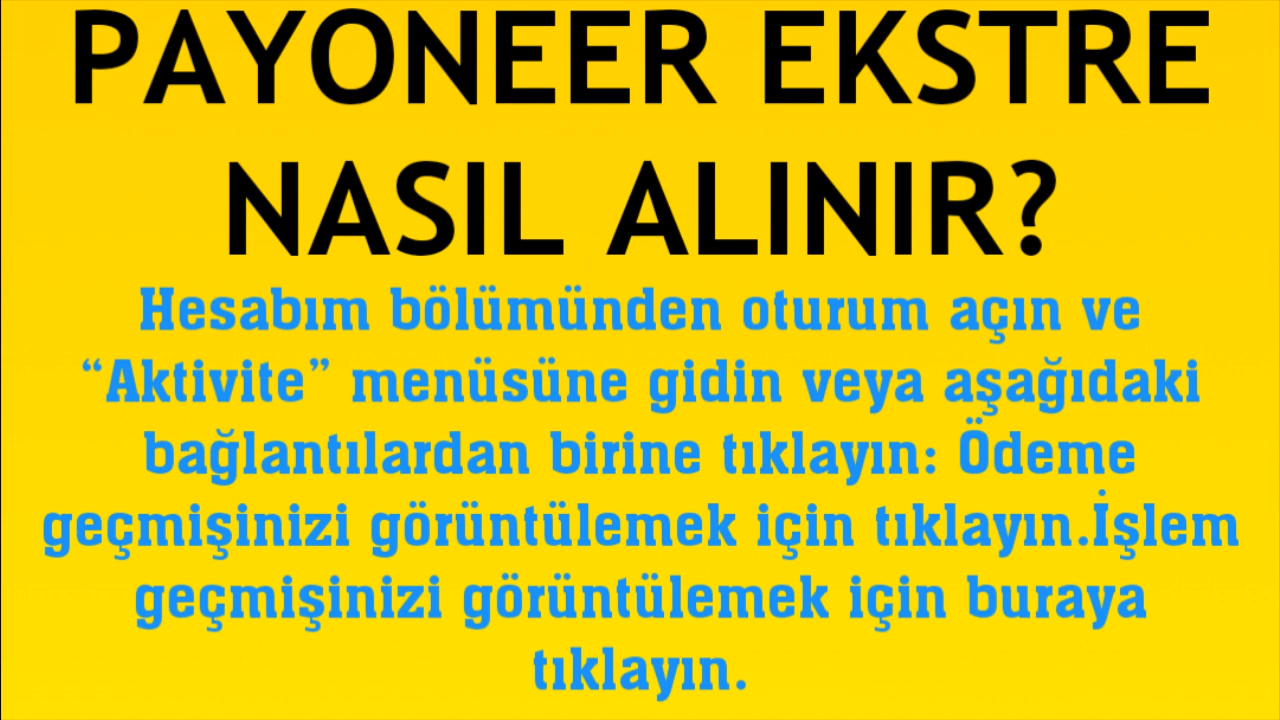 PAYONEER EKSTRE
NASIL ALINIR?
Hesabım bölümünden oturum açın ve
“Aktivite” menüsüne gidin veya aşağıdaki
bağlantılardan birine tıklayın: Ödeme
geçmişinizi görüntülemek için tıklayın.İşlem
geçmişinizi görüntülemek için buraya
tıklayın.